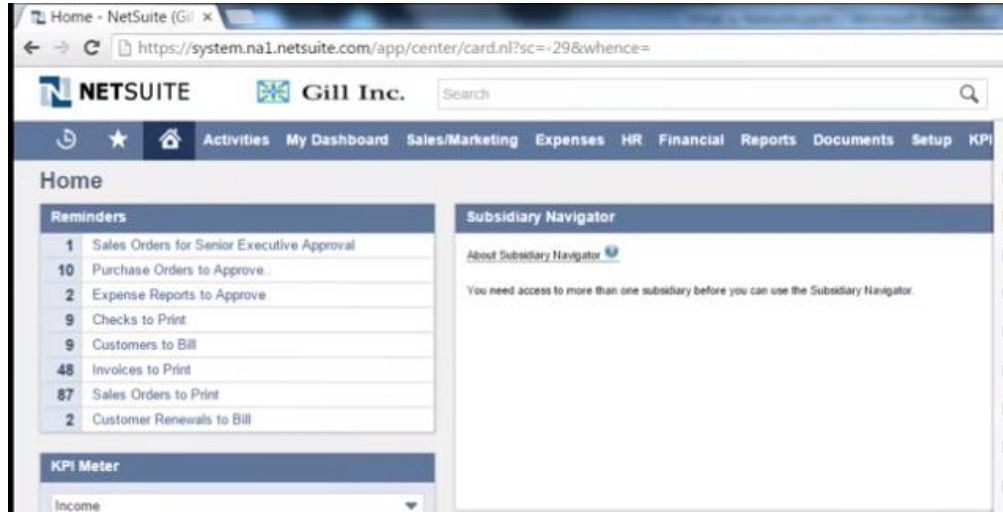 Home - NetSuite (Gil
https://system.na1.netsuite.com/app/center/card.nl?sc=-29&whence=
NETSUITE Gill Inc. Search
Activities My Dashboard Sales/Marketing Expenses HR Financial Reports Documents Setup KPI
Home
Reminders
1 Sales Orders for Senior Executive Approval
10 Purchase Orders to Approve..
2 Expense Reports to Approve
9 Checks to Print
9 Customers to Bill
48 Invoices to Print
87 Sales Orders to Print
2 Customer Renewals to Bill
KPI Meter
Income
Subsidiary Navigator
About Subsidiary Navigator
You need access to more than one subsidiary before you can use the Subsidiary Navigator.